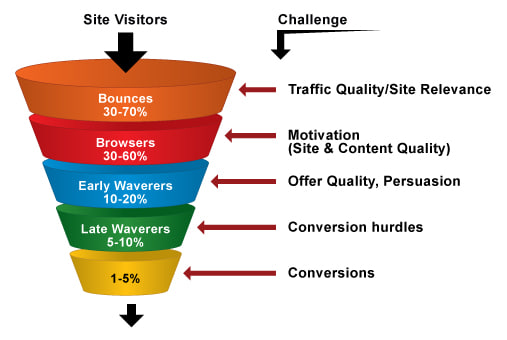 Site Visitors
Challenge
Bounces
30-70%
Traffic Quality/Site Relevance
Browsers
30-60%
Motivation
(Site & Content Quality)
Early Waverers
10-20%
Offer Quality, Persuasion
Late Waverers
5-10%
Conversion hurdles
1-5%
Conversions